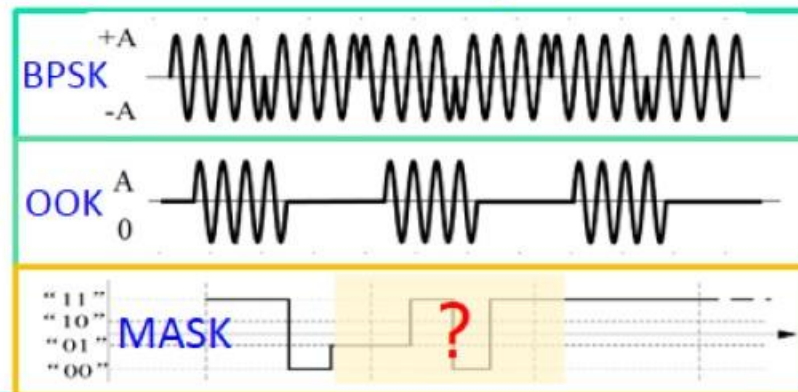 +A
BPSK
-A
A
OOK
0
“11”
“10”
MASK
“01”
“00”
?